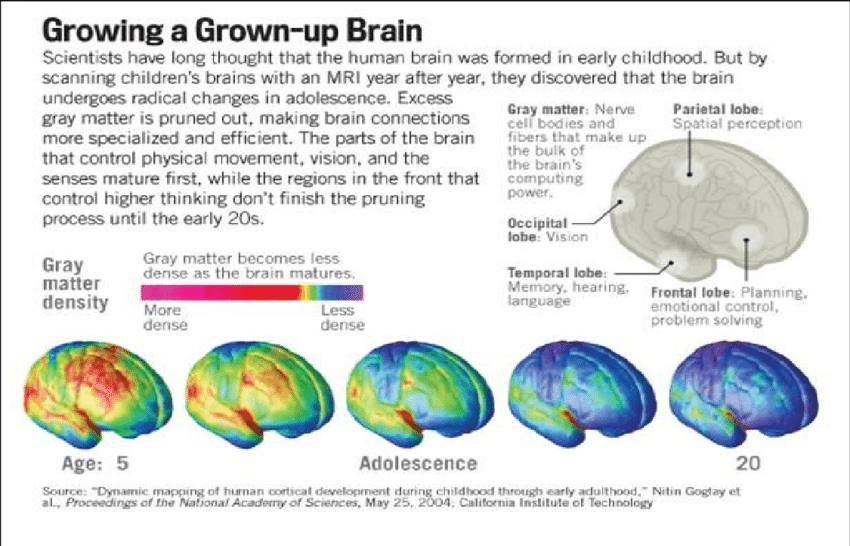 Growing a Grown-up Brain
Scientists have long thought that the human brain was formed in early childhood. But by
scanning children's brains with an MRI year after year, they discovered that the brain
undergoes radical changes in adolescence. Excess
gray matter is pruned out, making brain connections
more specialized and efficient. The parts of the brain
that control physical movement, vision, and the
senses mature first, while the regions in the front that
control higher thinking don't finish the pruning
process until the early 20s.
Gray matter: Nerve
cell bodies and
fibers that make up
the bulk of
the brain's
computing
power.
Parietal lobe:
Spatial perception
Occipital
lobe: Vision
Temporal lobe:
Memory, hearing,
language
Frontal lobe: Planning,
emotional control,
problem solving
Gray
matter
density
Gray matter becomes less
dense as the brain matures.
More
dense
Less
dense
Age: 5
Adolescence
20
Source: "Dynamic mapping of human cortical development during childhood through early adulthood," Nitin Gogtay et
al., Proceedings of the National Academy of Sciences, May 25, 2004; California Institute of Technology